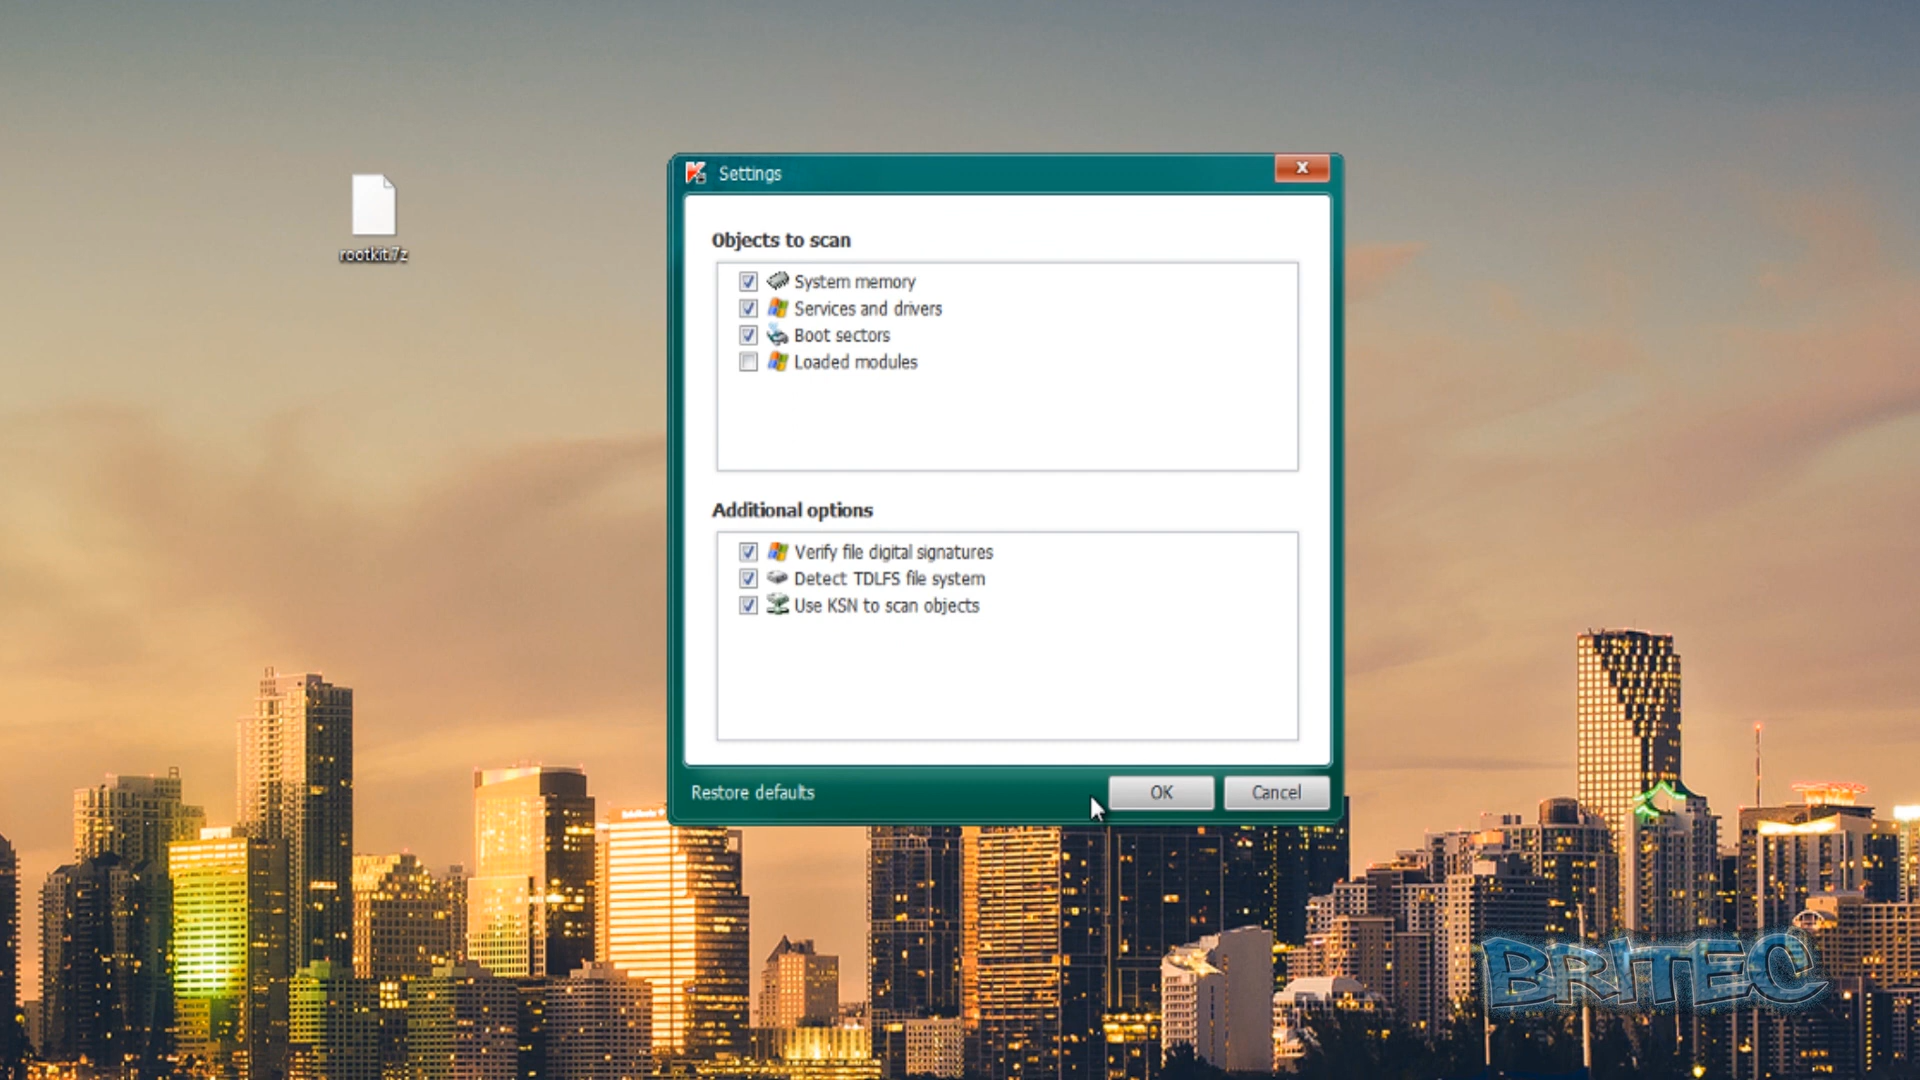 rootkit.7z
Settings
Objects to scan
System memory
Services and drivers
Boot sectors
Loaded modules
Additional options
Verify file digital signatures
Detect TDLFS file system
Use KSN to scan objects
Restore defaults
OK
Cancel
BRITEC